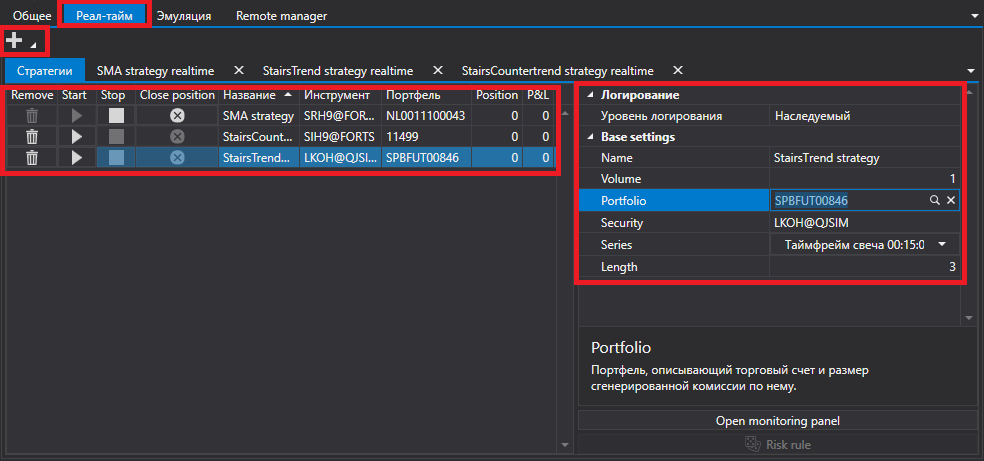 Общее Реал-тайм Эмуляция Remote manager
Стратегии SMA strategy realtime StairsTrend strategy realtime StairsCountertrend strategy realtime
Remove Start Stop Close position Название Инструмент Портфель Position P&L
SMA strategy SRH9@FOR... NL0011100043 0 0
StairsCount... SIH9@FORTS 11499 0 0
StairsTrend... LKOH@QJSI... SPBFUT00846 0 0
Логирование
Уровень логирования Наследуемый
Base settings
Name StairsTrend strategy
Volume 1
Portfolio SPBFUT00846
Security LKOH@QJSIM
Series Таймфрейм свеча 00:15:0
Length 3
Portfolio
Портфель, описывающий торговый счет и размер
сгенерированной комиссии по нему.
Open monitoring panel
Risk rule